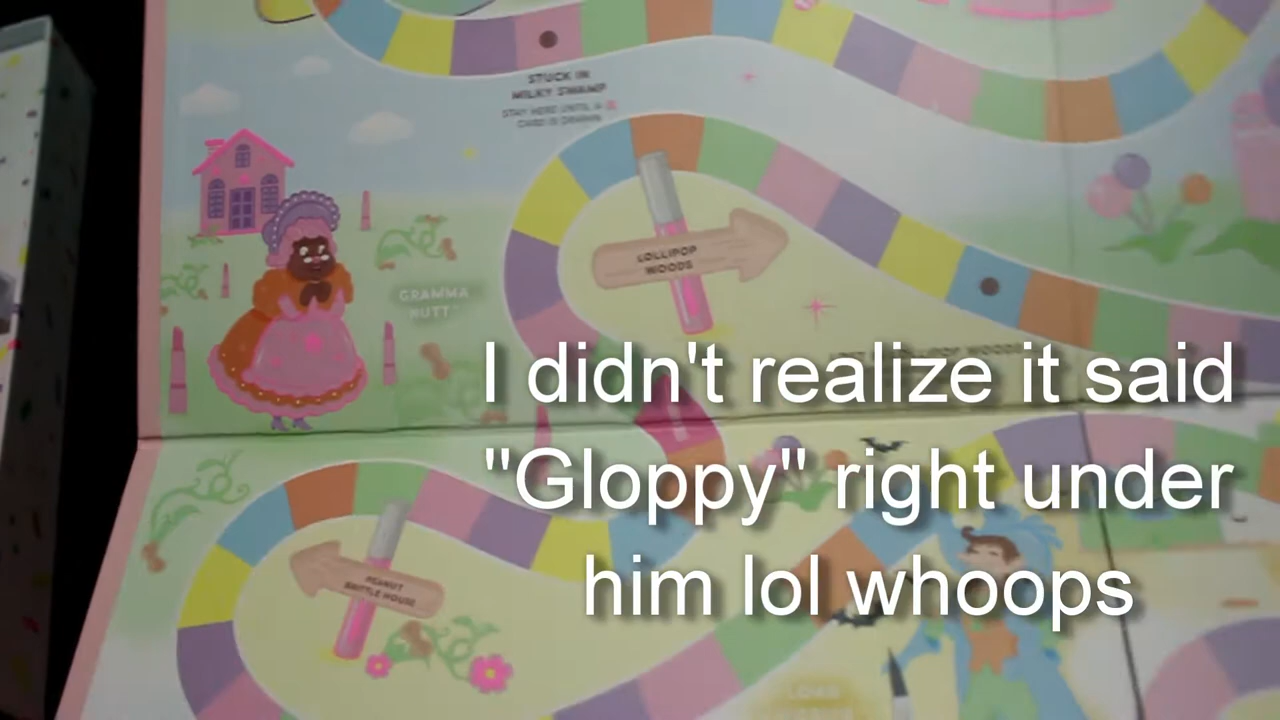 STUCK IN
MILKY SWAMP
STAY HERE UNTIL A
CARD IS DRAWN
LOLLIPOP
WOODS
GRAMMA
NUTT
I didn't realize it said
"Gloppy" right under
him lol whoops
PEANUT
BRITTLE HOUSE
LORD